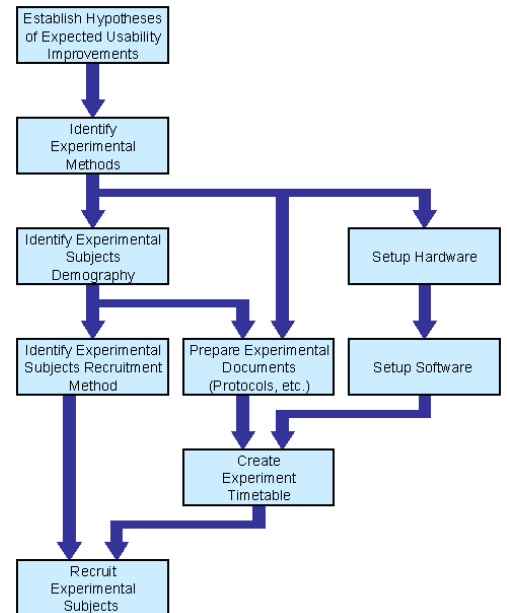 Establish Hypotheses
of Expected Usability
Improvements
Identify
Experimental
Methods
Identify Experimental
Subjects
Demography
Setup Hardware
Identify Experimental
Subjects Recruitment
Method
Prepare Experimental
Documents
(Protocols, etc.)
Setup Software
Create
Experiment
Timetable
Recruit
Experimental
Subjects